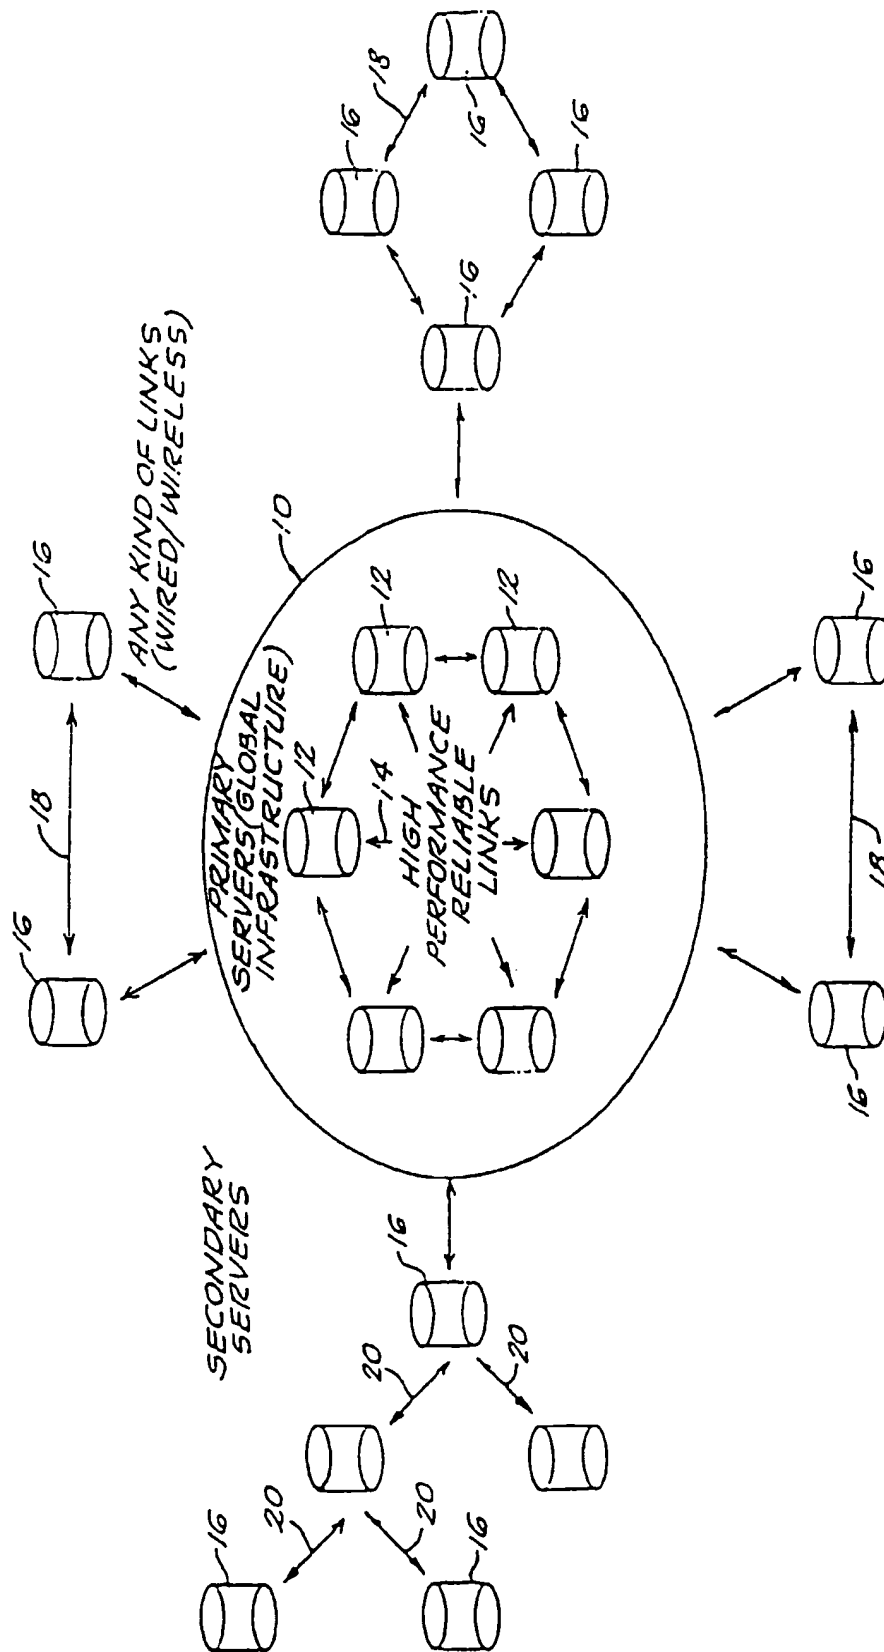 16
18
16
ANY KIND OF LINKS
(WIRED/WIRELESS)
SECONDARY
SERVERS
PRIMARY
SERVERS(GLOBAL
INFRASTRUCTURE)
16
20
10
12
16
20
14
12
18
16
20
HIGH
PERFORMANCE
RELIABLE
LINKS
16
16
16
20
12
16
16
18
16